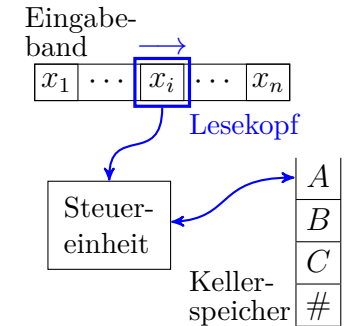 Eingabe-
band
x₁ ··· xᵢ ··· xₙ
Lesekopf
Steuer-
einheit
A
B
C
#
Keller-
speicher